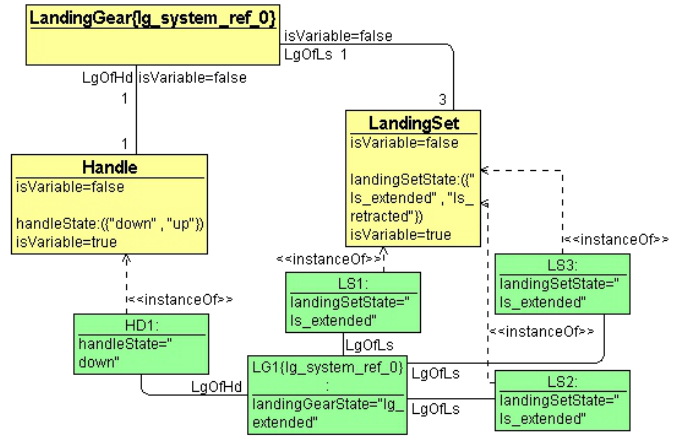 LandingGear{lg_system_ref_0}
isVariable=false
LgOfLs 1
LgOfHd isVariable=false
1
3
1
LandingSet
isVariable=false
landingSetState:({"
ls_extended" , "ls_
retracted"})
isVariable=true
Handle
isVariable=false
handleState:({"down" , "up"})
isVariable=true
<<instanceOf>>
<<instanceOf>>
<<instanceOf>>
<<instanceOf>>
LS3:
landingSetState="
ls_extended"
LS1:
landingSetState="
ls_extended"
HD1:
handleState="
down"
LgOfLs
LgOfHd
LG1{lg_system_ref_0}
:
landingGearState="lg_
extended"
LgOfLs
LgOfLs
LS2:
landingSetState="
ls_extended"